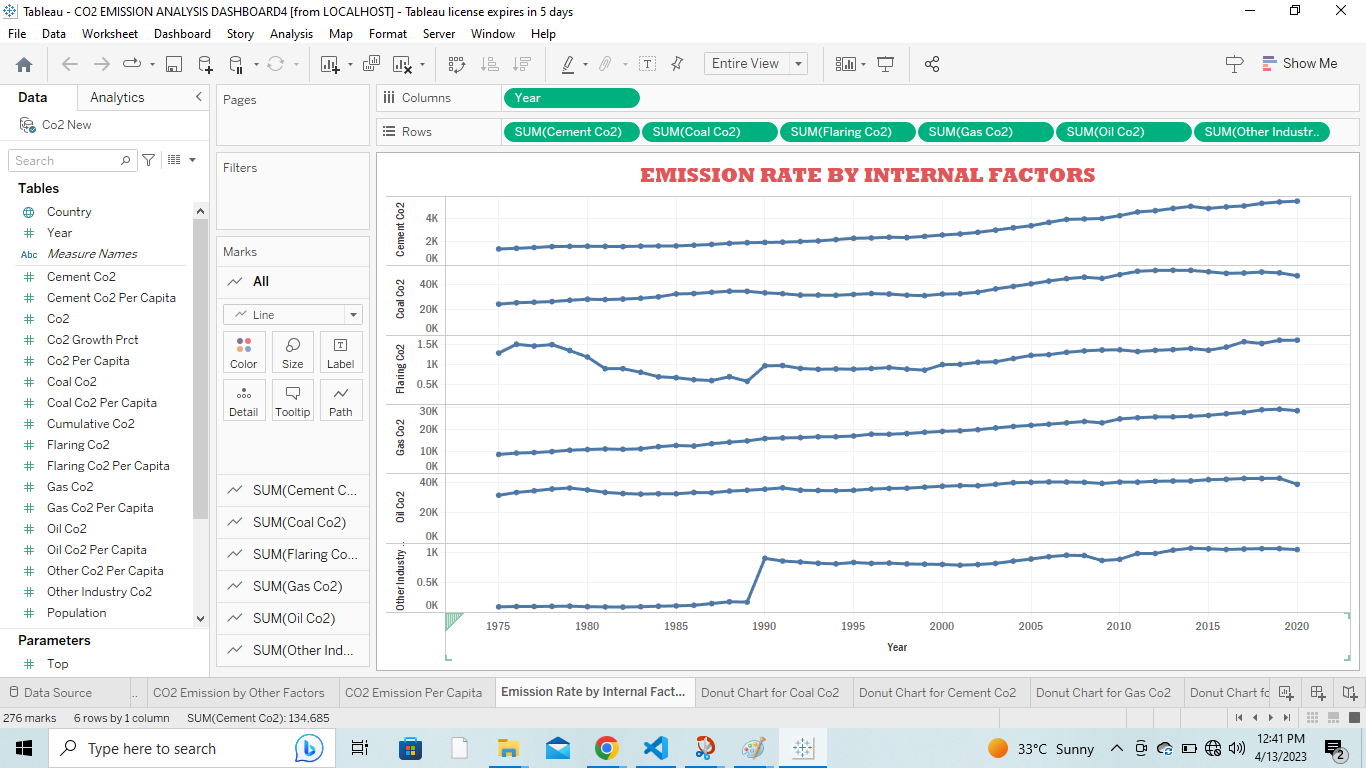 Tableau - CO2 EMISSION ANALYSIS DASHBOARD4 [from LOCALHOST] - Tableau license expires in 5 days
File Data Worksheet Dashboard Story Analysis Map Format Server Window Help
Entire View
Show Me
Data Analytics
Co2 New
Search
Tables
Country
Year
Abc Measure Names
Cement Co2
Cement Co2 Per Capita
Co2
Co2 Growth Prct
Co2 Per Capita
Coal Co2
Coal Co2 Per Capita
Cumulative Co2
Flaring Co2
Flaring Co2 Per Capita
Gas Co2
Gas Co2 Per Capita
Oil Co2
Oil Co2 Per Capita
Other Co2 Per Capita
Other Industry Co2
Population
Parameters
Top
Pages
Filters
Marks
All
Line
Color Size Label
Detail Tooltip Path
SUM(Cement C...
SUM(Coal Co2)
SUM(Flaring Co...
SUM(Gas Co2)
SUM(Oil Co2)
SUM(Other Ind...
Columns Year
Rows SUM(Cement Co2) SUM(Coal Co2) SUM(Flaring Co2) SUM(Gas Co2) SUM(Oil Co2) SUM(Other Industr..
EMISSION RATE BY INTERNAL FACTORS
Cement Co2
4K
2K
0K
Coal Co2
40K
20K
0K
Flaring Co2
1.5K
1K
0.5K
Gas Co2
30K
20K
10K
0K
Oil Co2
40K
20K
0K
Other Industry ..
1K
0.5K
0K
1975 1980 1985 1990 1995 2000 2005 2010 2015 2020
Year
Data Source .. CO2 Emission by Other Factors CO2 Emission Per Capita Emission Rate by Internal Fact... Donut Chart for Coal Co2 Donut Chart for Cement Co2 Donut Chart for Gas Co2 Donut Chart fo
276 marks 6 rows by 1 column SUM(Cement Co2): 134,685
Type here to search
33°C Sunny
12:41 PM
4/13/2023
2